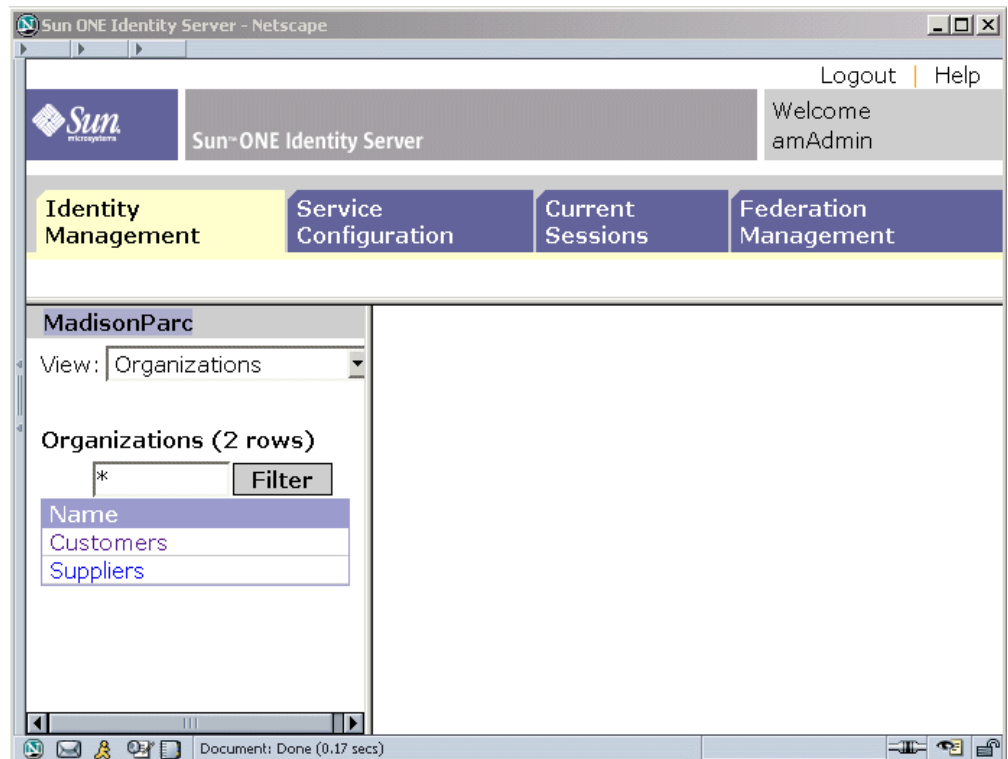 Sun ONE Identity Server - Netscape
Logout | Help
Sun
microsystems
Sun™ ONE Identity Server
Welcome
amAdmin
Identity
Management
Service
Configuration
Current
Sessions
Federation
Management
MadisonParc
View: Organizations
Organizations (2 rows)
* Filter
Name
Customers
Suppliers
Document: Done (0.17 secs)